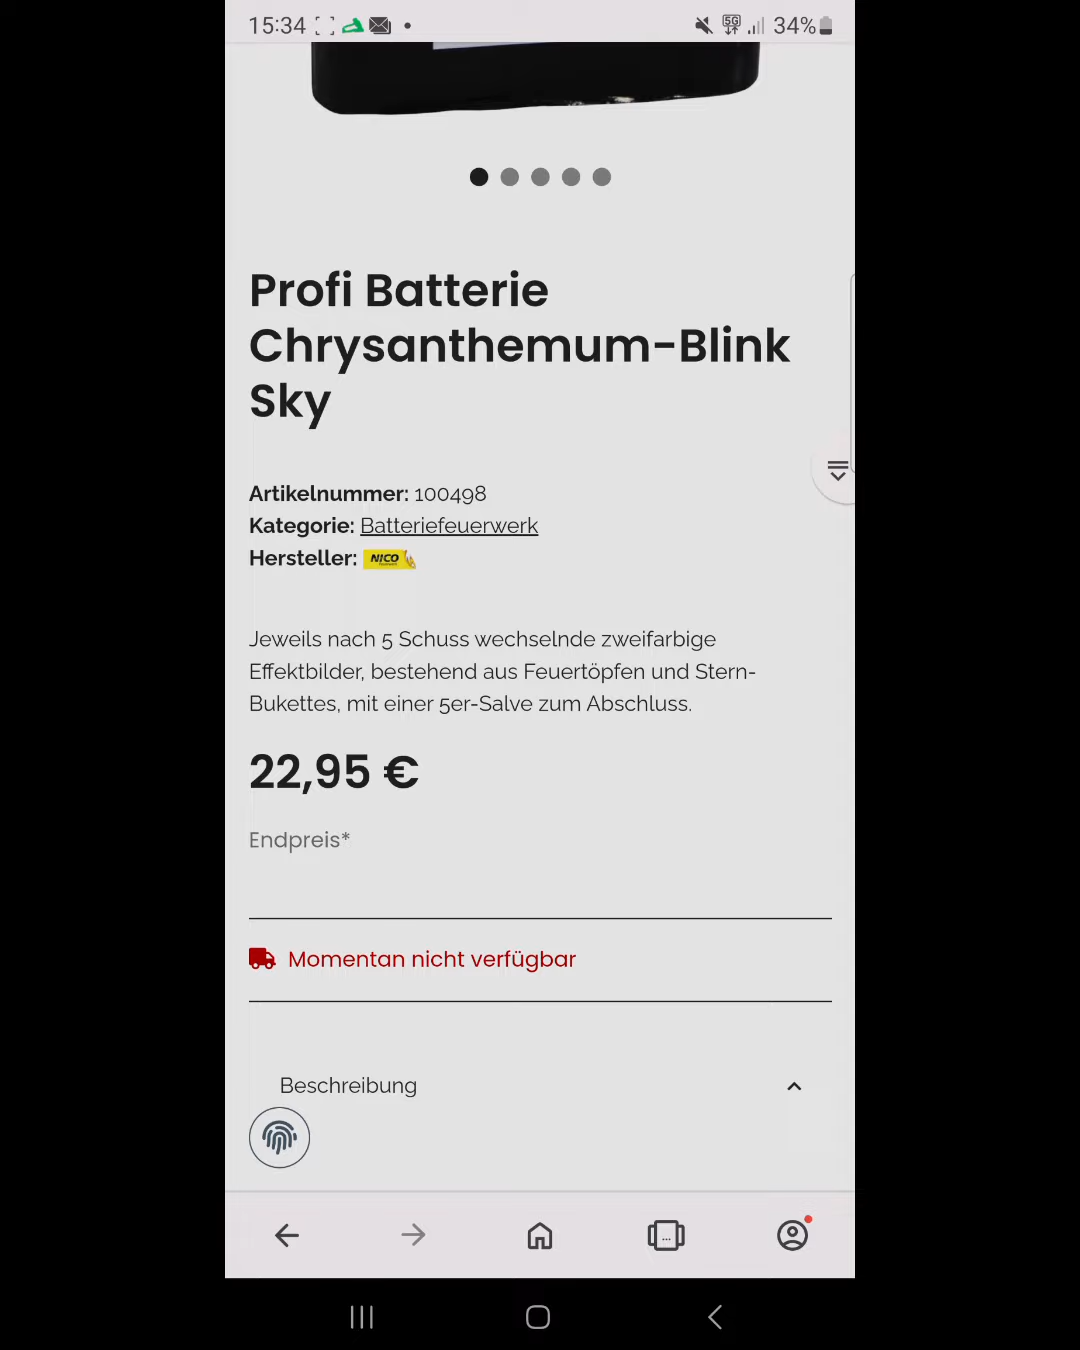 15:34
5G
34%
Profi Batterie
Chrysanthemum-Blink
Sky
Artikelnummer: 100498
Kategorie: Batteriefeuerwerk
Hersteller: NICO
Jeweils nach 5 Schuss wechselnde zweifarbige
Effektbilder, bestehend aus Feuertöpfen und Stern-
Bukettes, mit einer 5er-Salve zum Abschluss.
22,95 €
Endpreis*
Momentan nicht verfügbar
Beschreibung
...